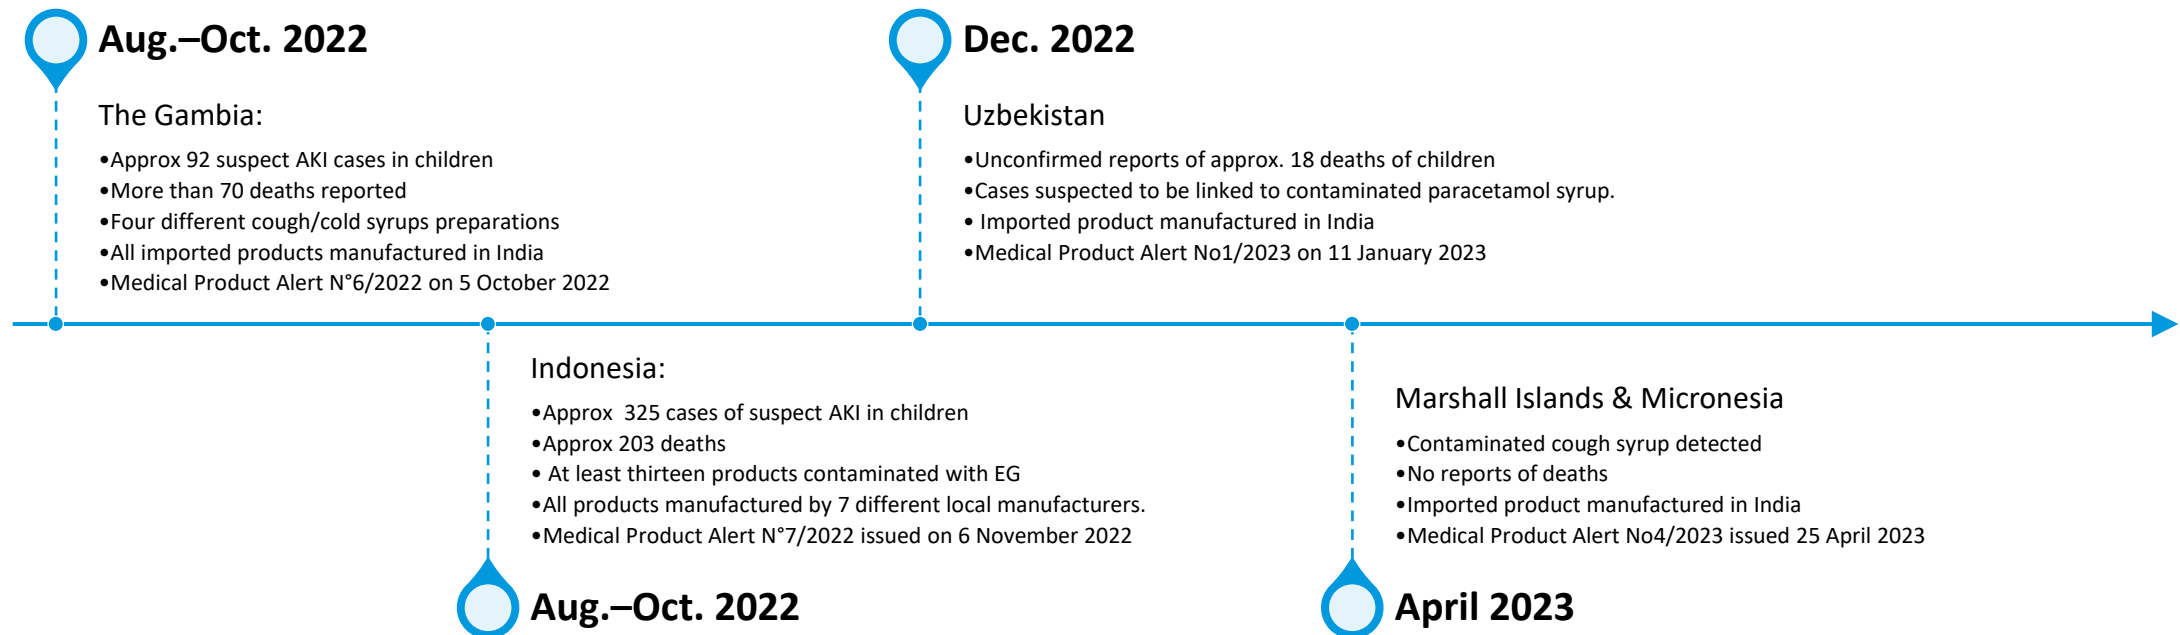 Aug.–Oct. 2022
The Gambia:
•Approx 92 suspect AKI cases in children
•More than 70 deaths reported
•Four different cough/cold syrups preparations
•All imported products manufactured in India
•Medical Product Alert N°6/2022 on 5 October 2022
Indonesia:
•Approx  325 cases of suspect AKI in children
•Approx 203 deaths
• At least thirteen products contaminated with EG
•All products manufactured by 7 different local manufacturers.
•Medical Product Alert N°7/2022 issued on 6 November 2022
Aug.–Oct. 2022
Dec. 2022
Uzbekistan
•Unconfirmed reports of approx. 18 deaths of children
•Cases suspected to be linked to contaminated paracetamol syrup.
• Imported product manufactured in India
•Medical Product Alert No1/2023 on 11 January 2023
Marshall Islands & Micronesia
•Contaminated cough syrup detected
•No reports of deaths
•Imported product manufactured in India
•Medical Product Alert No4/2023 issued 25 April 2023
April 2023